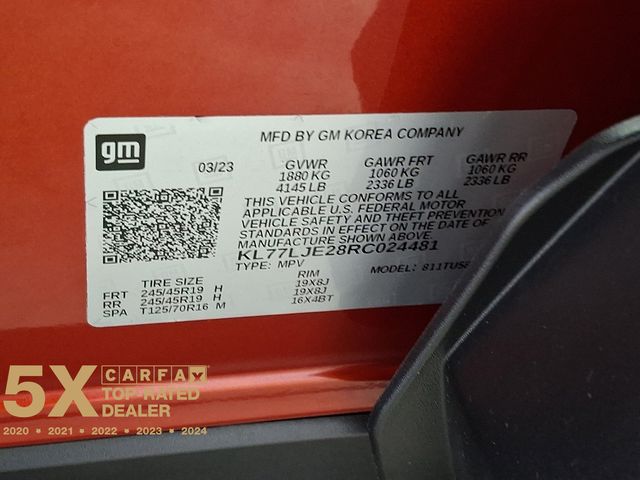 gm
MFD BY GM KOREA COMPANY
03/23 GVWR GAWR FRT GAWR RR
1880 KG 1060 KG 1060 KG
4145 LB 2336 LB 2336 LB
THIS VEHICLE CONFORMS TO ALL
APPLICABLE U.S. FEDERAL MOTOR
VEHICLE SAFETY AND BUMPER
STANDARDS IN EFFECT ON THE DATE OF
MANUFACTURE SHOWN ABOVE.
KL77LJE28RC024481
TYPE: MPV MODEL:
TIRE SIZE RIM
FRT 245/45R19 H 19X8J
RR 245/45R19 H 19X8J
SPA T125/70R16 M 16X4BT
5X CARFAX
TOP-RATED
DEALER
2020 • 2021 • 2022 • 2023 • 2024